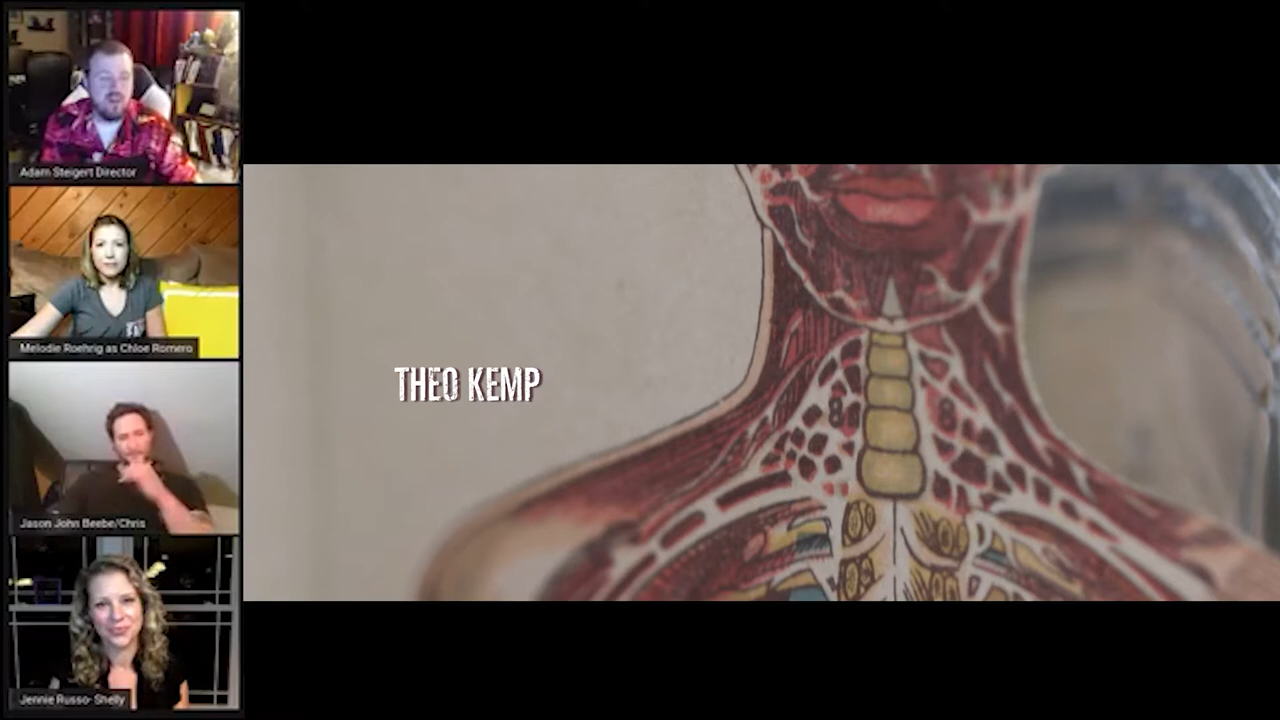 Adam Steigert Director
Melodie Roehrig as Chloe Romero
Jason John Beebe/Chris
Jennie Russo- Shelly
THEO KEMP